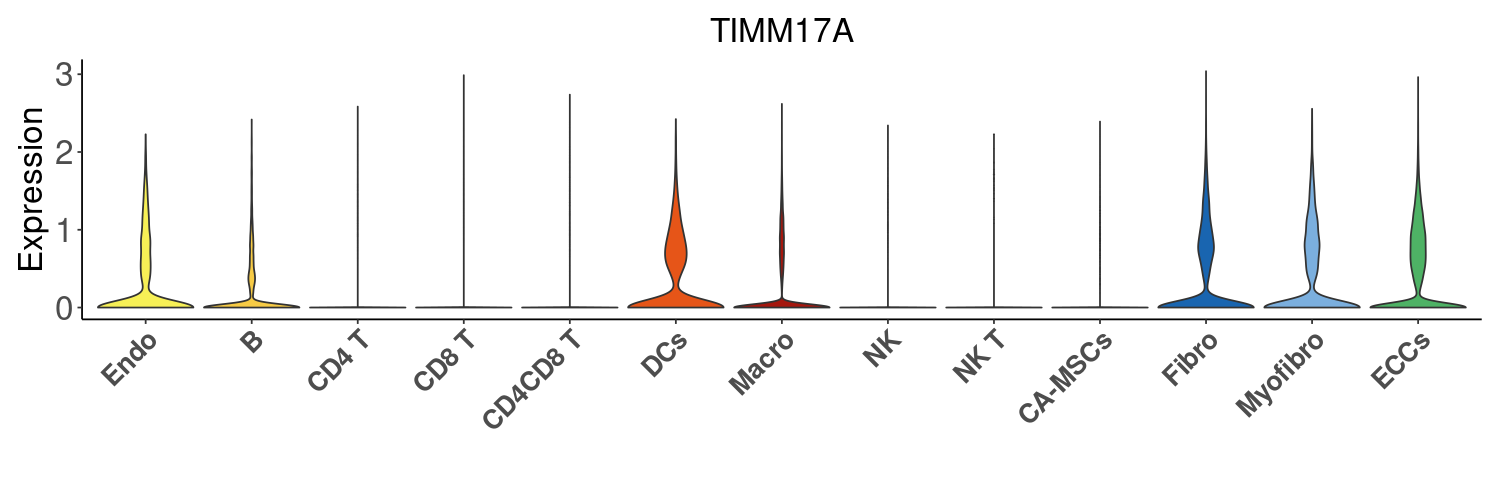 TIMM17A
Expression
3
2
1
0
Endo
B
CD4 T
CD8 T
CD4CD8 T
DCs
Macro
NK
NK T
CA-MSCs
Fibro
Myofibro
ECCs